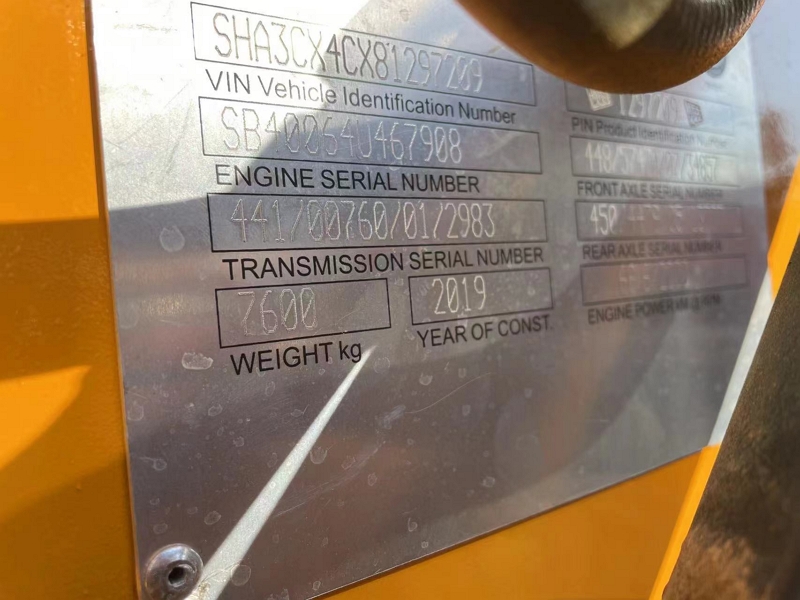 SHA3CX4CX81297209
VIN Vehicle Identification Number
SB40064U467908
ENGINE SERIAL NUMBER
441/00760/01/2983
TRANSMISSION SERIAL NUMBER
7600
WEIGHT kg
2019
YEAR OF CONST.
PIN Product Identification Number
FRONT AXLE SERIAL NUMBER
REAR AXLE SERIAL NUMBER
ENGINE POWER